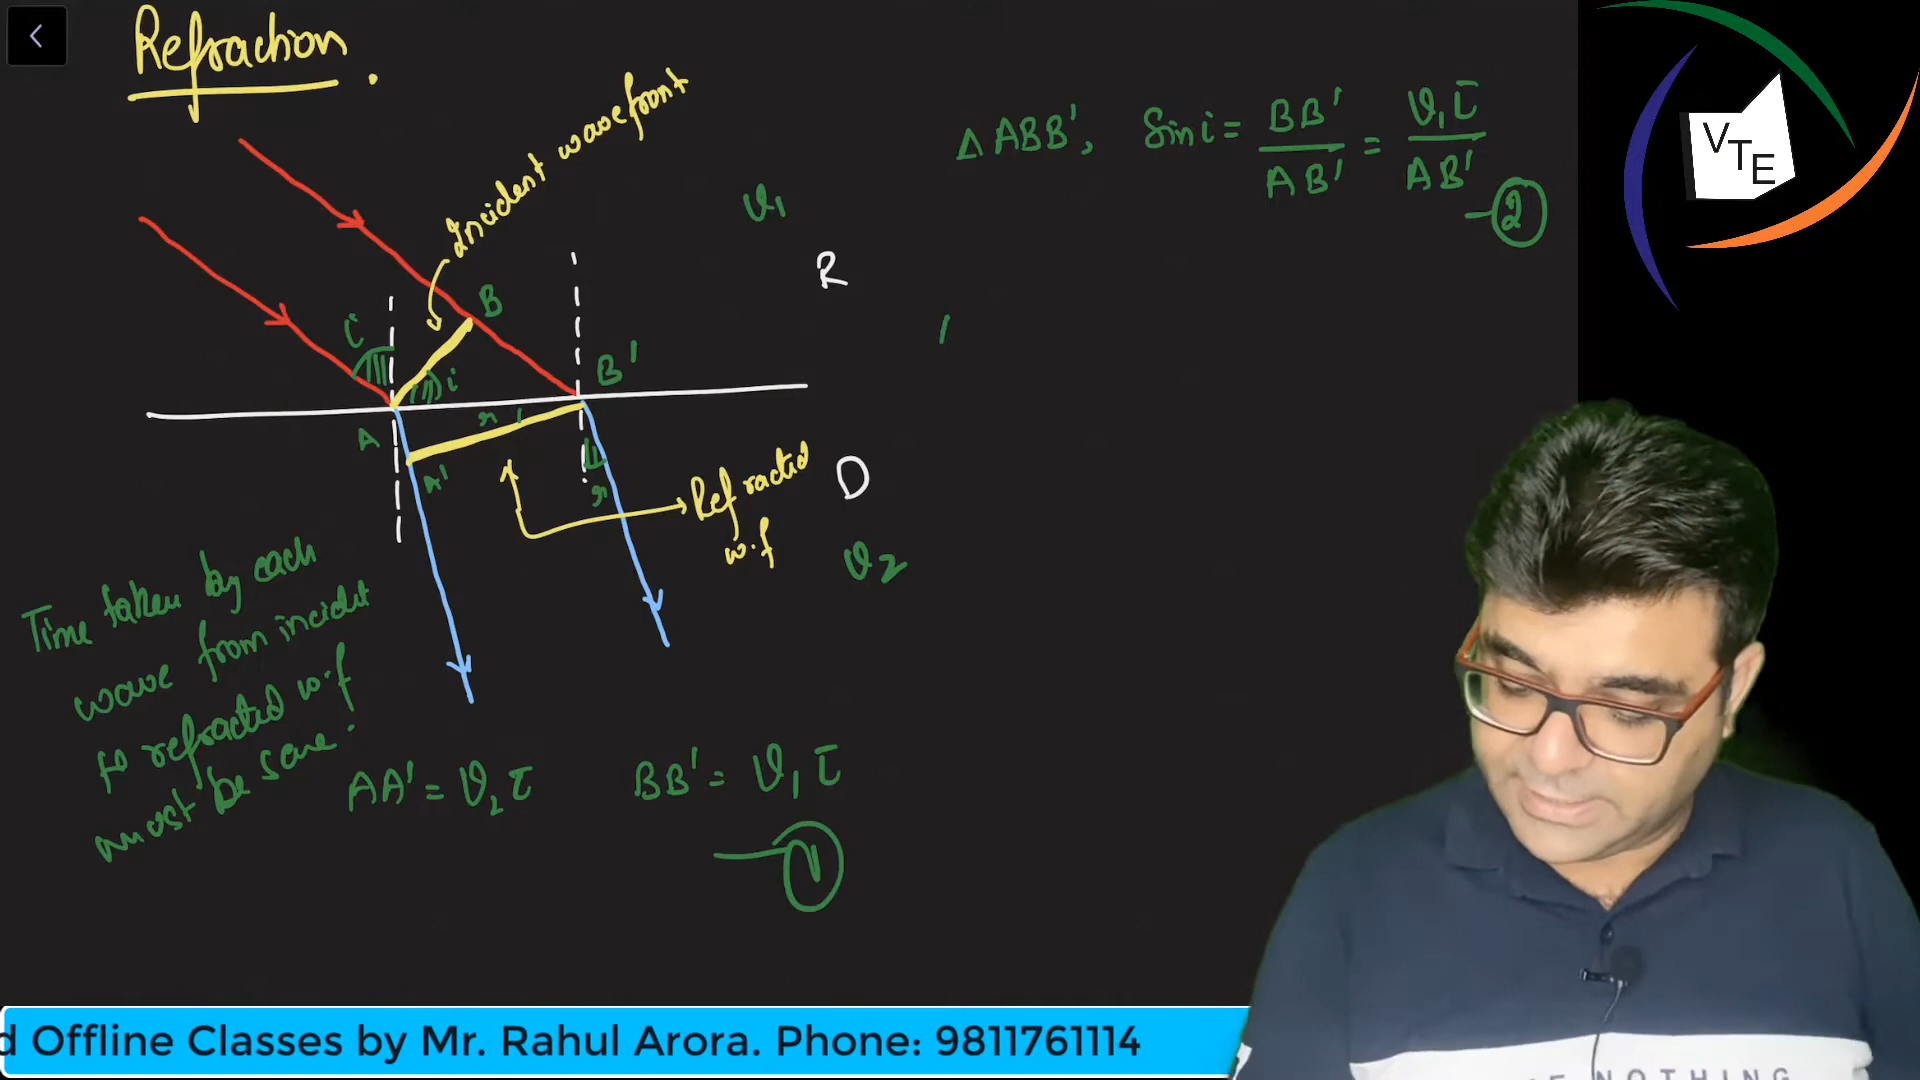 Refraction.
Incident wavefront
v₁
R
i
B
i
B'
A
r
A'
r
Refracted
w.f
D
v₂
Time taken by each
wave from incident
to refracted w.f
must be same.
AA' = v₂τ
BB' = v₁τ
①
Δ ABB', Sin i = BB'/AB' = v₁τ/AB'
-②
VTE
d Offline Classes by Mr. Rahul Arora. Phone: 9811761114
NOTHING